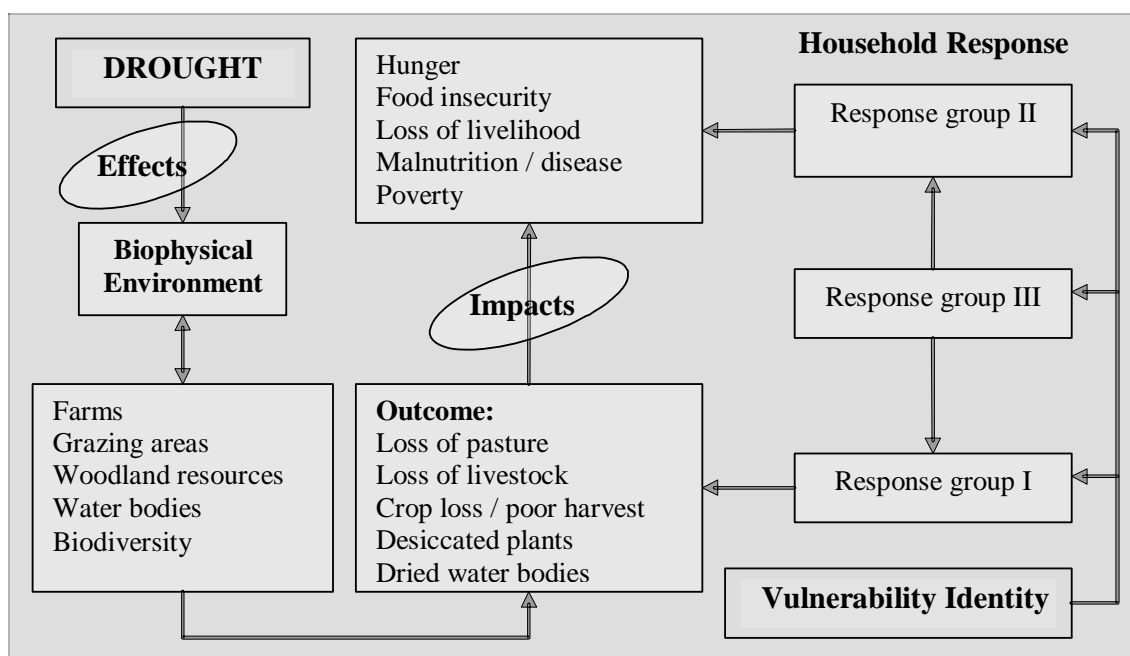 DROUGHT
Effects
Biophysical
Environment
Farms
Grazing areas
Woodland resources
Water bodies
Biodiversity
Hunger
Food insecurity
Loss of livelihood
Malnutrition / disease
Poverty
Impacts
Outcome:
Loss of pasture
Loss of livestock
Crop loss / poor harvest
Desiccated plants
Dried water bodies
Household Response
Response group II
Response group III
Response group I
Vulnerability Identity